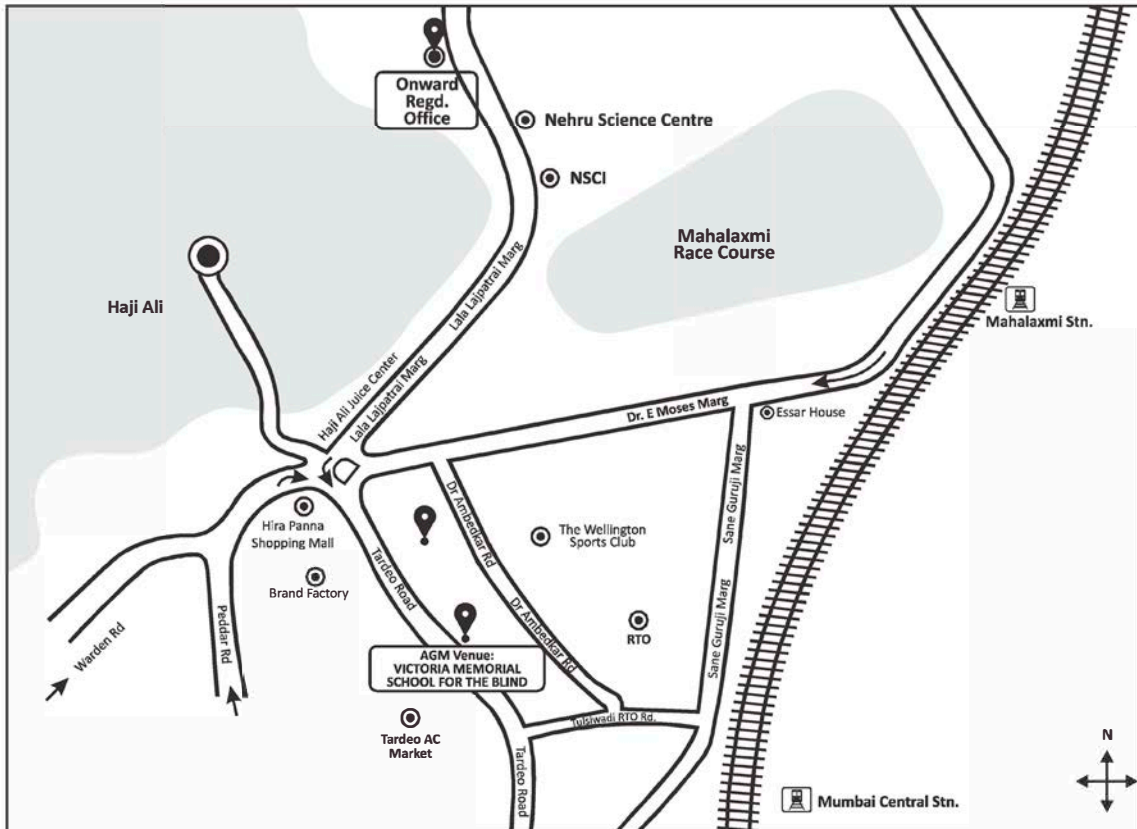 Onward
Regd.
Office
Nehru Science Centre
NSCI
Mahalaxmi
Race Course
Haji Ali
Lala Lajpatrai Marg
Mahalaxmi Stn.
Haji Ali Juice Center
Lala Lajpatrai Marg
Dr. E Moses Marg
Essar House
Sane Guruji Marg
Hira Panna
Shopping Mall
Dr Ambedkar Rd
The Wellington
Sports Club
Brand Factory
Tardeo Road
Peddar Rd
Warden Rd
Dr Ambedkar Rd
RTO
Sane Guruji Marg
AGM Venue:
VICTORIA MEMORIAL
SCHOOL FOR THE BLIND
Tulsiwadi RTO Rd.
Tardeo AC
Market
Tardeo Road
N
Mumbai Central Stn.